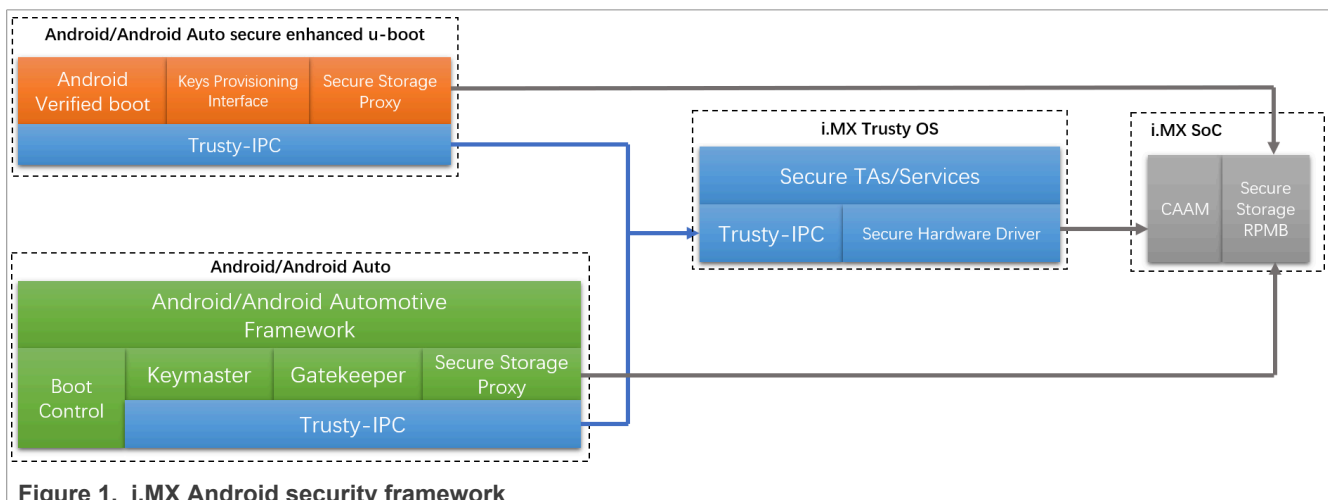 Android/Android Auto secure enhanced u-boot
Android
Verified boot
Keys Provisioning
Interface
Secure Storage
Proxy
Trusty-IPC
i.MX Trusty OS
Secure TAs/Services
Trusty-IPC
Secure Hardware Driver
i.MX SoC
CAAM
Secure
Storage
RPMB
Android/Android Auto
Android/Android Automotive
Framework
Boot
Control
Keymaster
Gatekeeper
Secure Storage
Proxy
Trusty-IPC
Figure 1. i.MX Android security framework